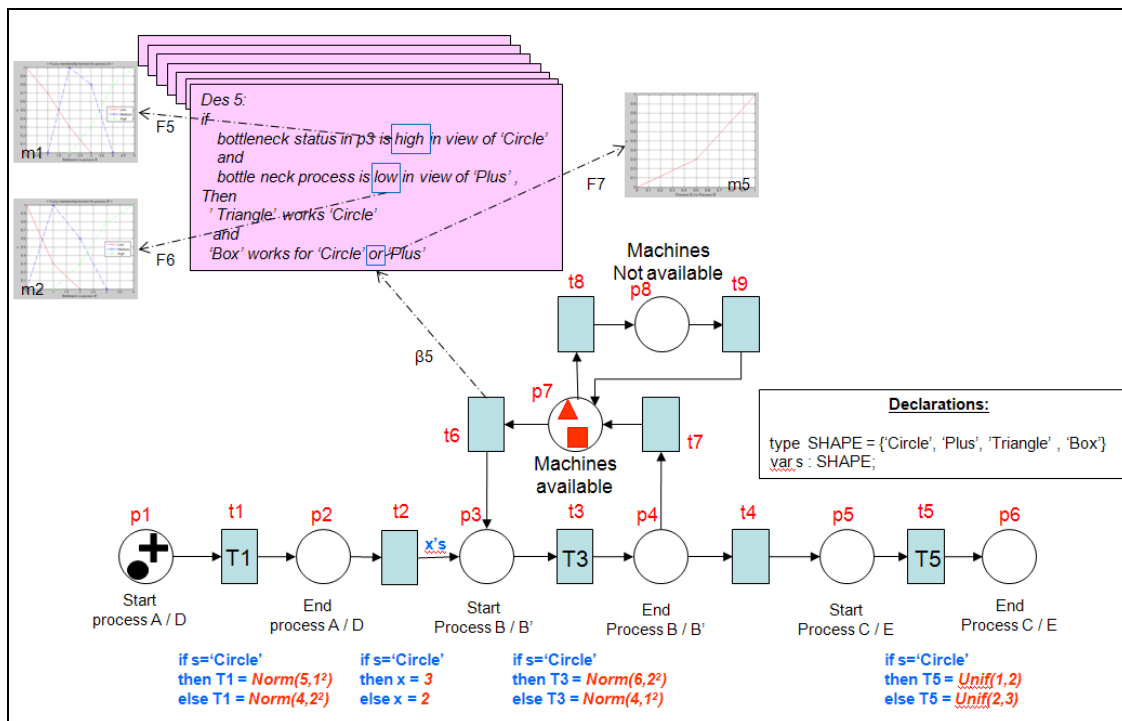 Des 5:
if
bottleneck status in p3 is high in view of ‘Circle’
and
bottle neck process is low in view of ‘Plus’ ,
Then
’ Triangle’ works ‘Circle’
and
‘Box’ works for ‘Circle’ or ‘Plus’
F5
m1
F6
m2
F7
m5
β5
Machines
Not available
t8
p8
t9
p7
t6
t7
Machines
available
Declarations:
type SHAPE = {‘Circle’, ‘Plus’, ’Triangle’ , ‘Box’}
var s : SHAPE;
p1
t1
p2
t2
p3
t3
p4
t4
p5
t5
p6
T1
x’s
T3
T5
Start
process A / D
End
process A / D
Start
Process B / B’
End
Process B / B’
Start
Process C / E
End
Process C / E
if s=‘Circle’
then T1 = Norm(5,1²)
else T1 = Norm(4,2²)
if s=‘Circle’
then x = 3
else x = 2
if s=‘Circle’
then T3 = Norm(6,2²)
else T3 = Norm(4,1²)
if s=‘Circle’
then T5 = Unif(1,2)
else T5 = Unif(2,3)